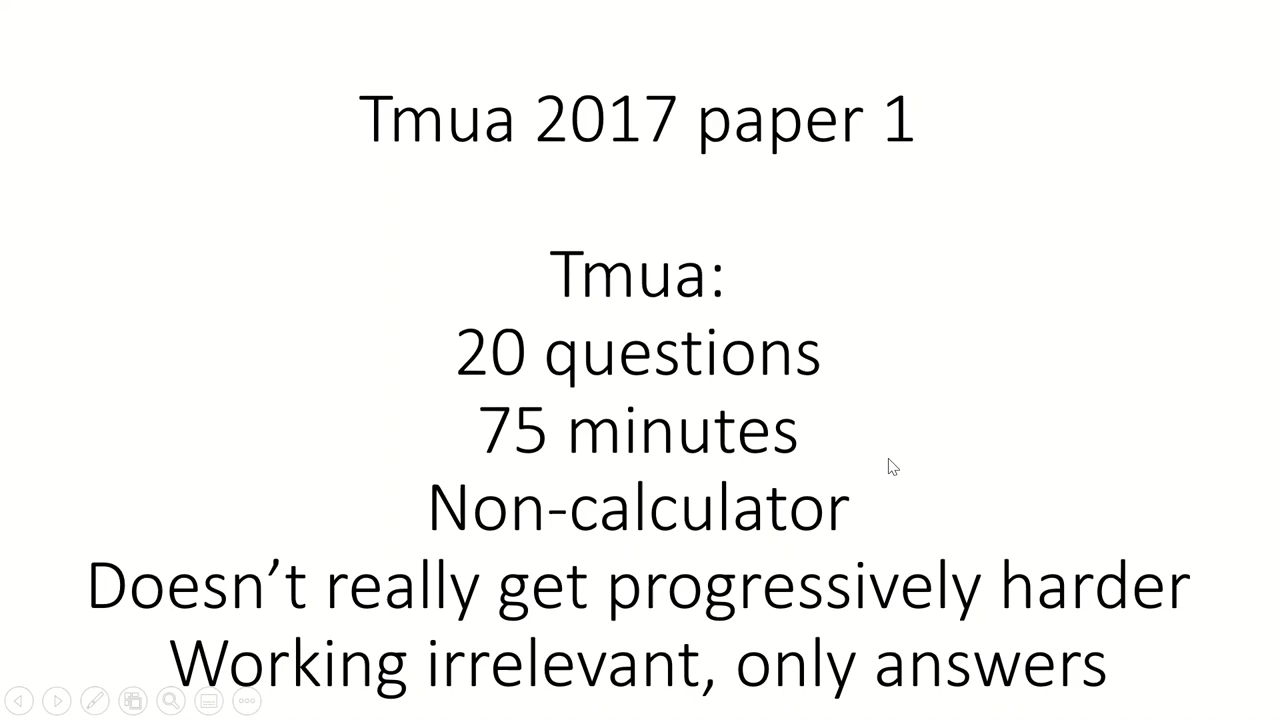 Tmua 2017 paper 1
Tmua:
20 questions
75 minutes
Non-calculator
Doesn’t really get progressively harder
Working irrelevant, only answers